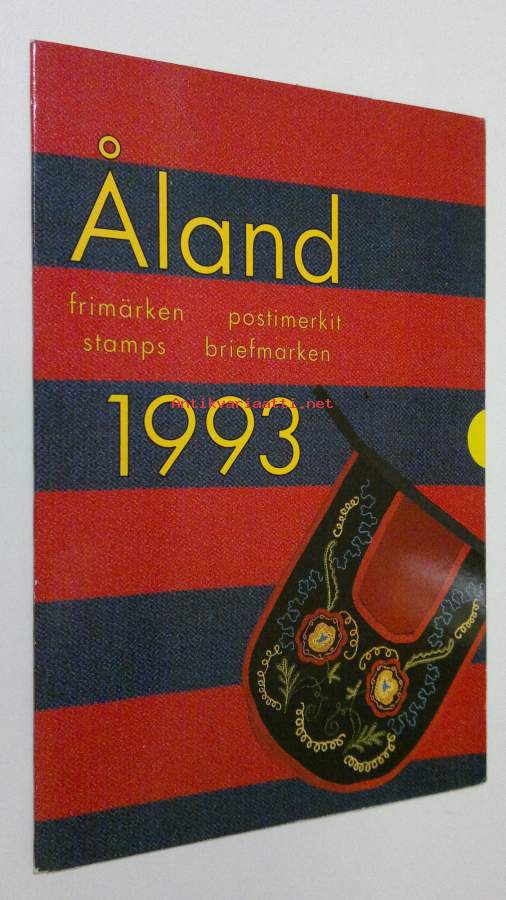 Åland
frimärken postimerkit
stamps briefmarken
1993
Antikvariaatti.net